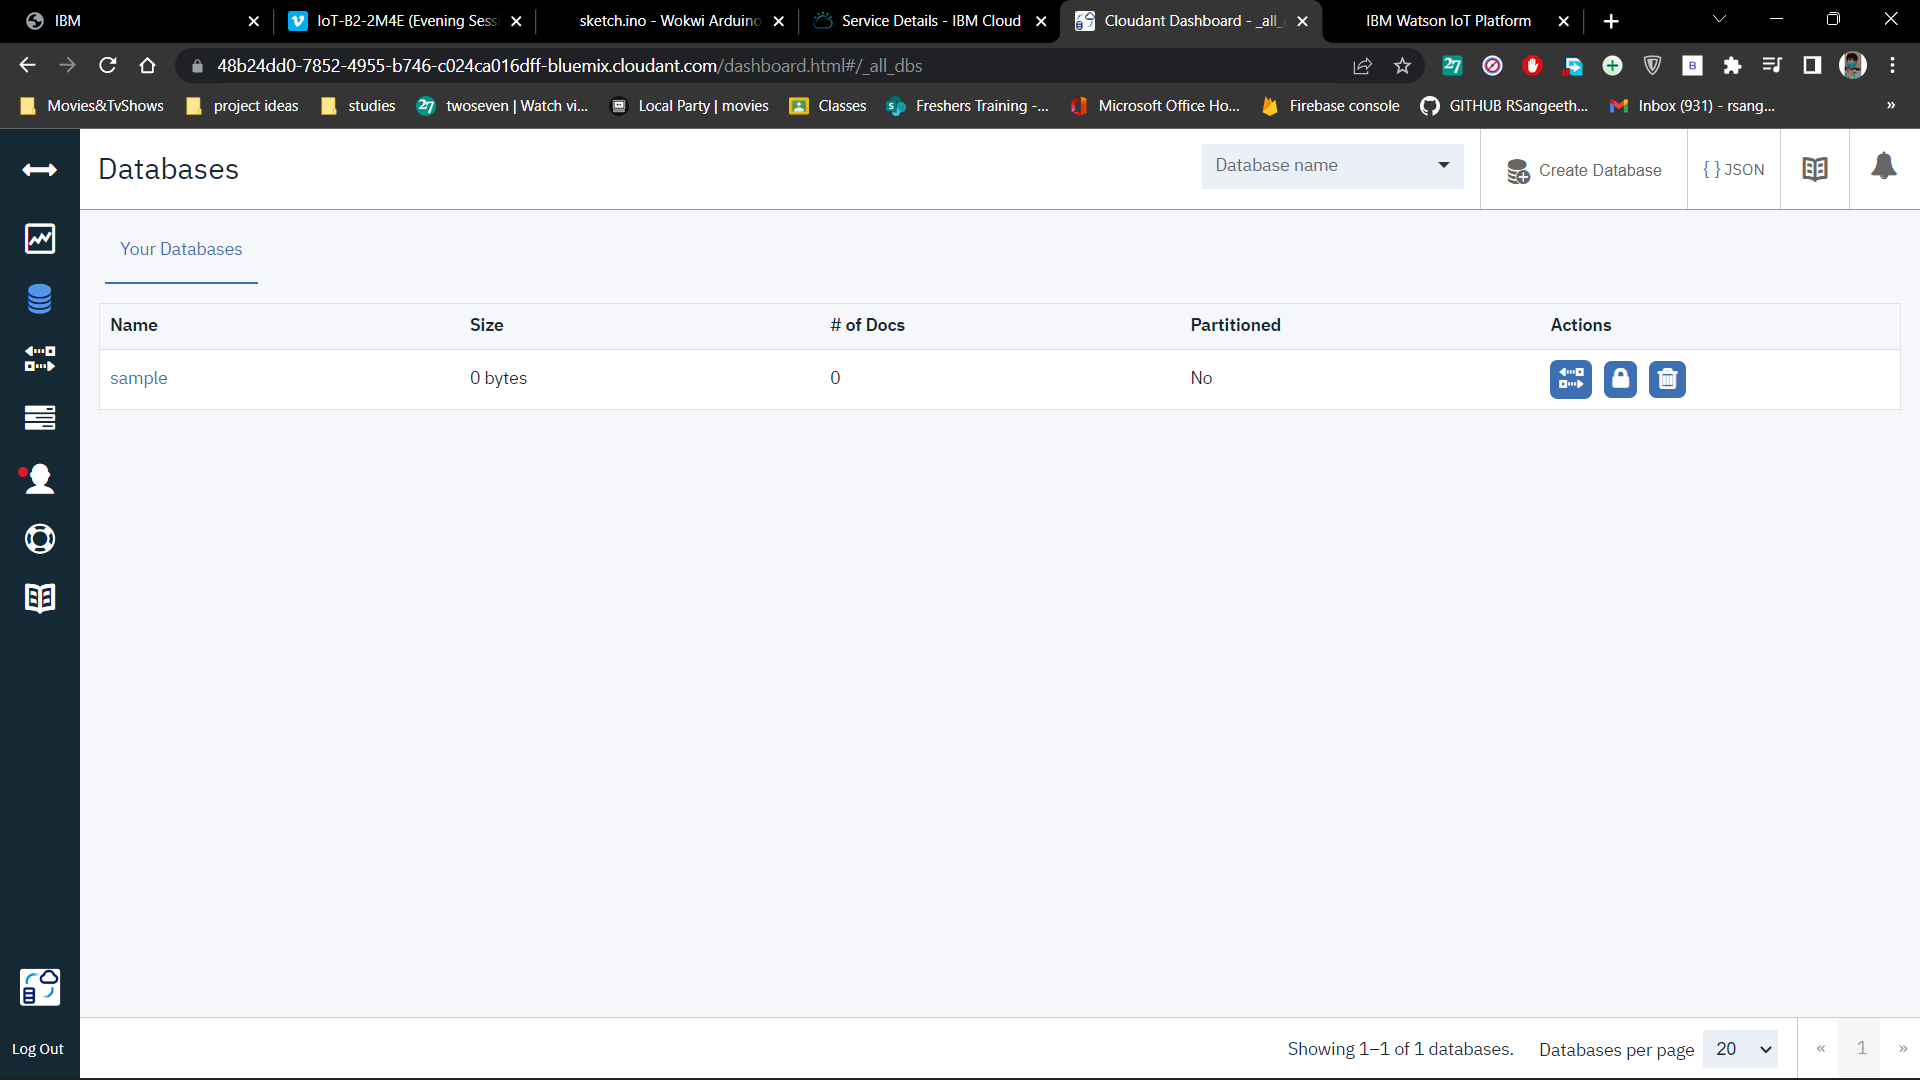 IBM
IoT-B2-2M4E (Evening Sessi
sketch.ino - Wokwi Arduino
Service Details - IBM Cloud
Cloudant Dashboard - _all_
IBM Watson IoT Platform
48b24dd0-7852-4955-b746-c024ca016dff-bluemix.cloudant.com/dashboard.html#/_all_dbs
27
B
Movies&TvShows
project ideas
studies
27 twoseven | Watch vi...
Local Party | movies
Classes
Freshers Training -...
Microsoft Office Ho...
Firebase console
GITHUB RSangeeth...
Inbox (931) - rsang...
»
Databases
Database name
Create Database
{ } JSON
Your Databases
Name Size # of Docs Partitioned Actions
sample 0 bytes 0 No
Log Out
Showing 1–1 of 1 databases.
Databases per page 20
« 1 »